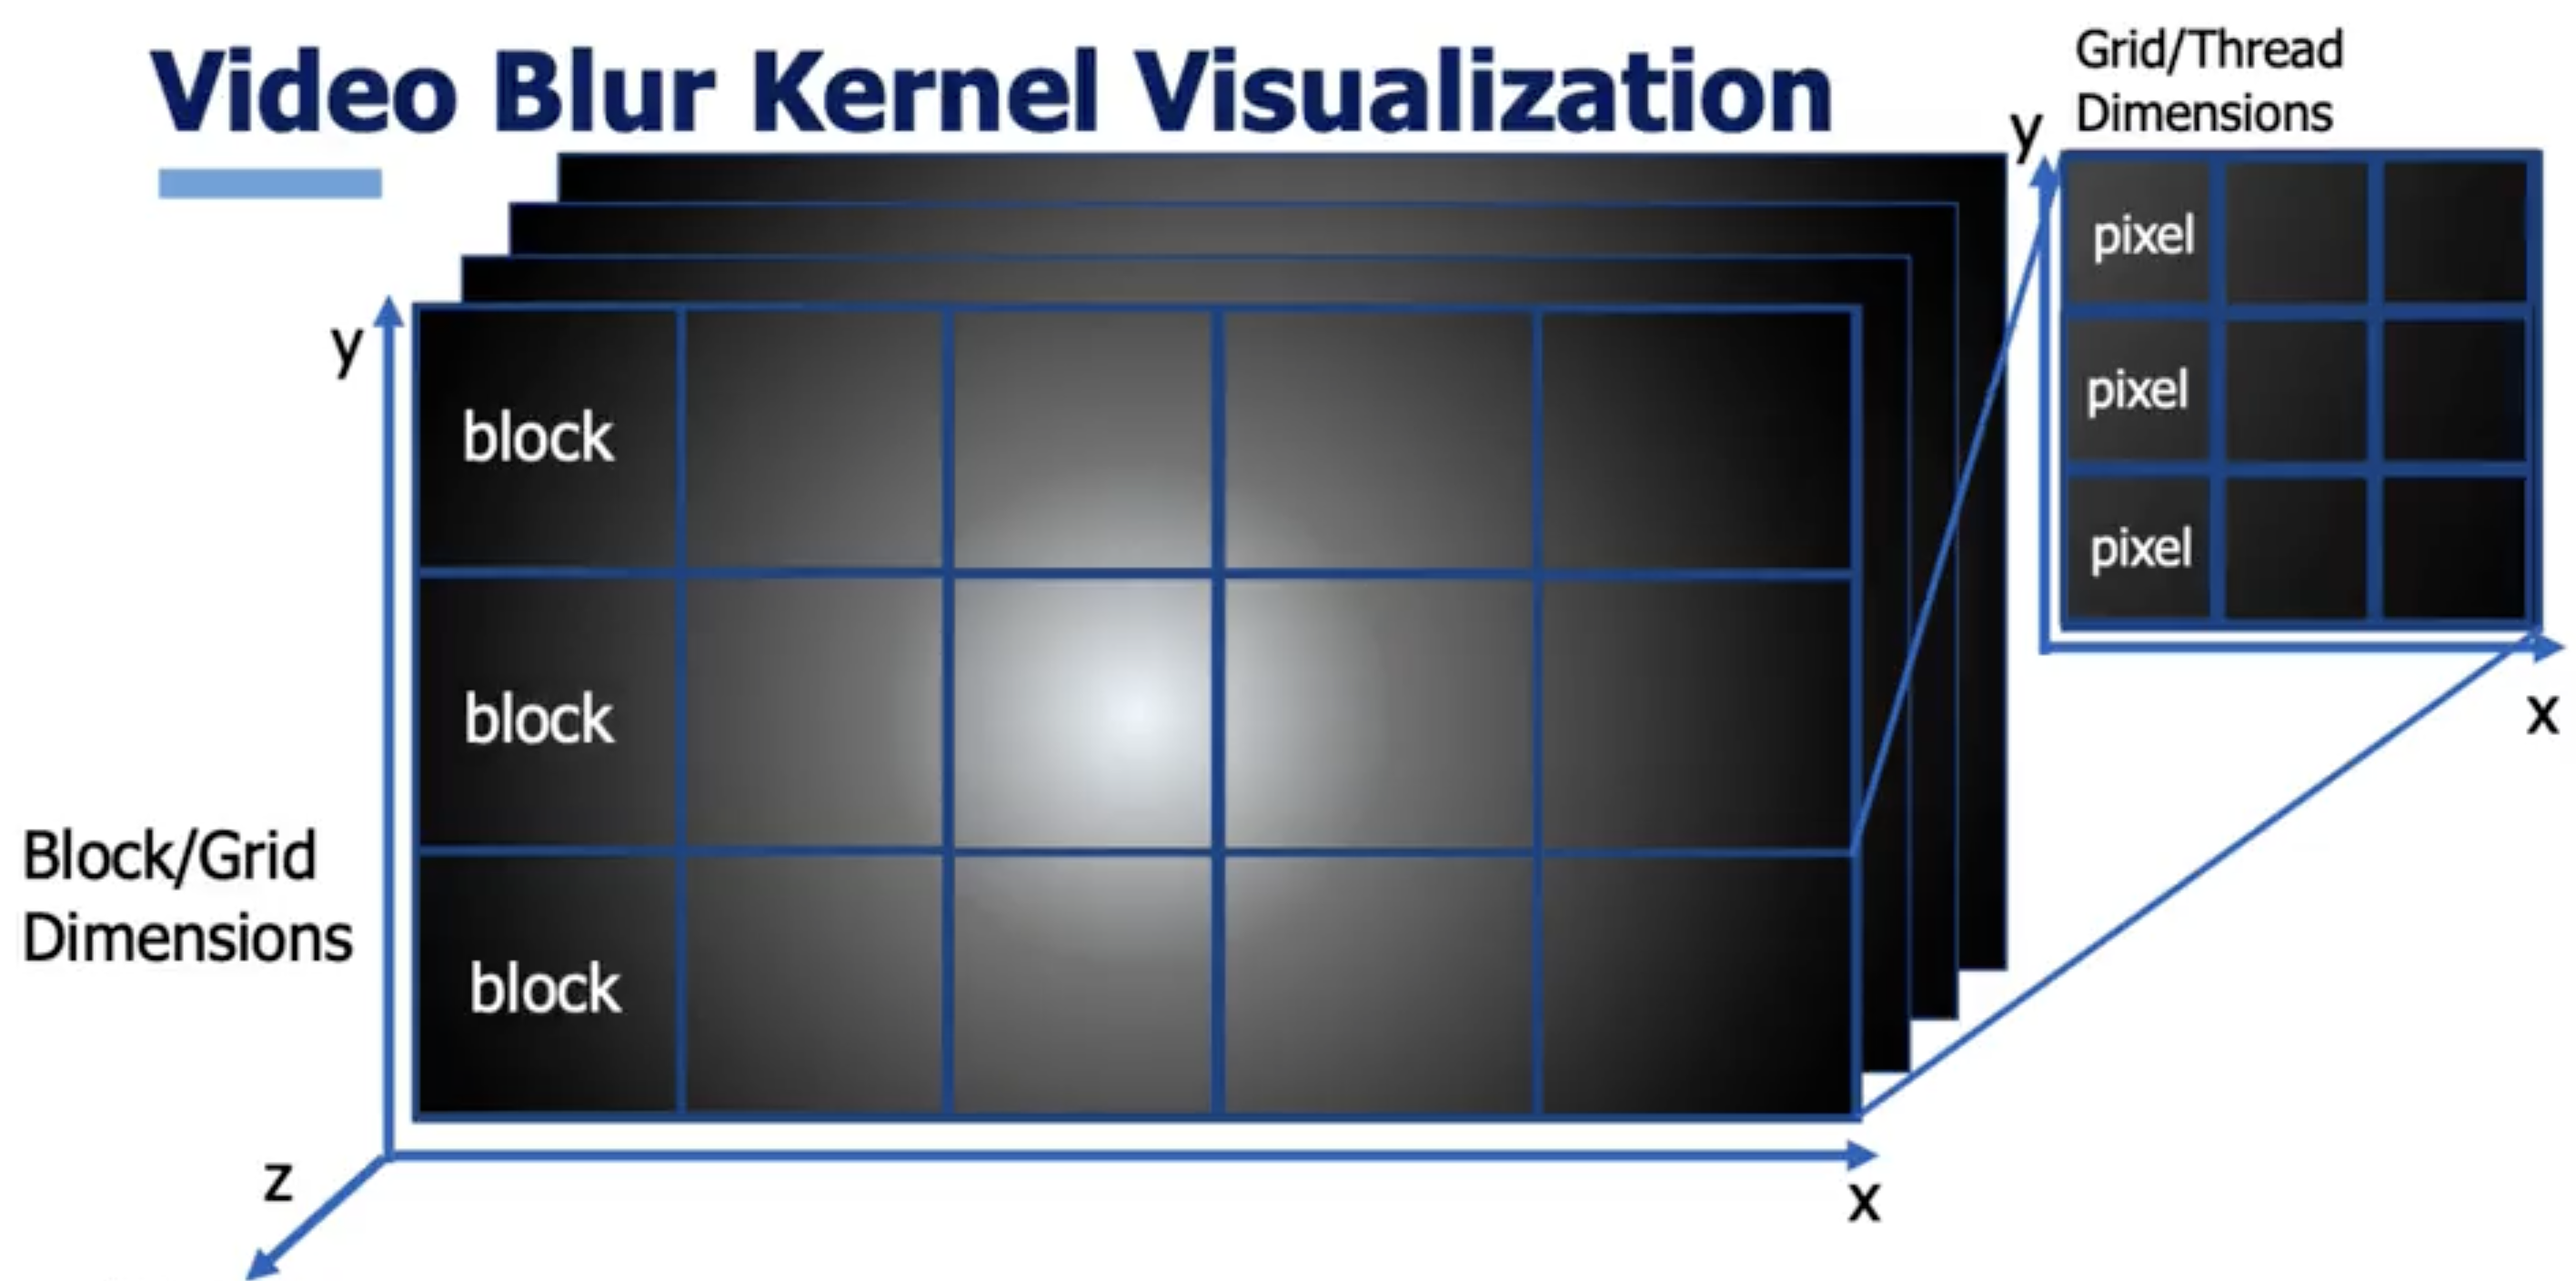 Video Blur Kernel Visualization
Grid/Thread
Dimensions
y
pixel
pixel
pixel
x
y
block
block
block
Block/Grid
Dimensions
z
x